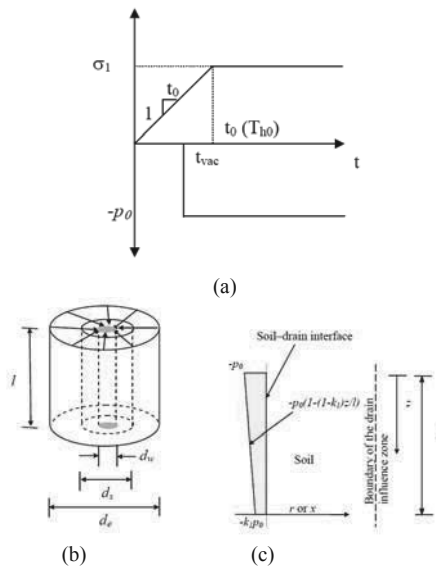 σ1
t0
1
t0 (Th0)
tvac
t
-p0
(a)
l
dw
ds
de
(b)
Soil–drain interface
-p0
-p0(1-(1-k1)z/l)
Soil
Boundary of the drain
influence zone
z
r or x
-k1p0
(c)